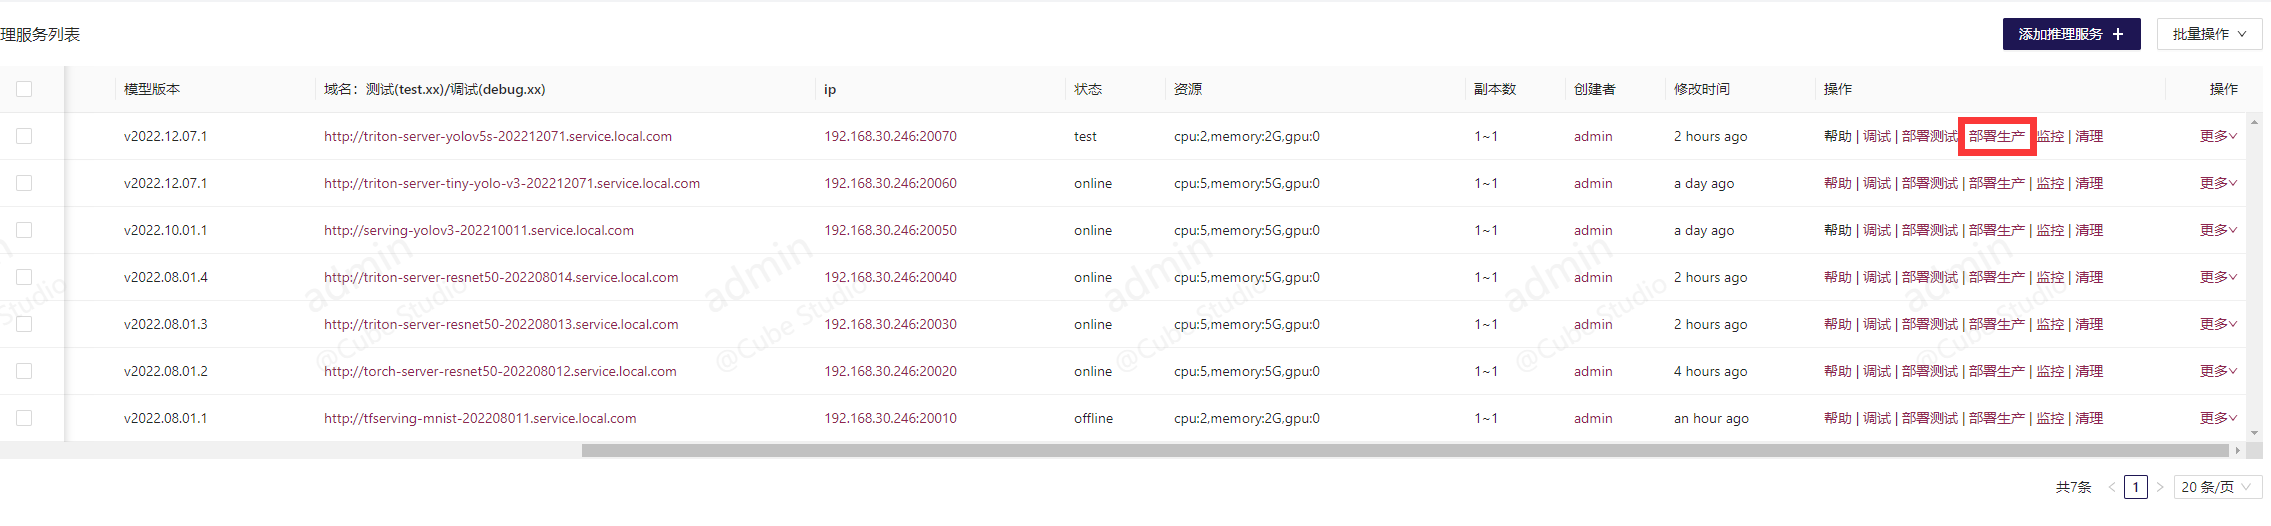 理服务列表 添加推理服务 + 批量操作
模型版本 域名：测试(test.xx)/调试(debug.xx) ip 状态 资源 副本数 创建者 修改时间 操作 操作
v2022.12.07.1 http://triton-server-yolov5s-202212071.service.local.com 192.168.30.246:20070 test cpu:2,memory:2G,gpu:0 1~1 admin 2 hours ago 帮助 | 调试 | 部署测试 部署生产 监控 | 清理 更多
v2022.12.07.1 http://triton-server-tiny-yolo-v3-202212071.service.local.com 192.168.30.246:20060 online cpu:5,memory:5G,gpu:0 1~1 admin a day ago 帮助 | 调试 | 部署测试 | 部署生产 | 监控 | 清理 更多
v2022.10.01.1 http://serving-yolov3-202210011.service.local.com 192.168.30.246:20050 online cpu:5,memory:5G,gpu:0 1~1 admin a day ago 帮助 | 调试 | 部署测试 | 部署生产 | 监控 | 清理 更多
v2022.08.01.4 http://triton-server-resnet50-202208014.service.local.com 192.168.30.246:20040 online cpu:5,memory:5G,gpu:0 1~1 admin 2 hours ago 帮助 | 调试 | 部署测试 | 部署生产 | 监控 | 清理 更多
v2022.08.01.3 http://triton-server-resnet50-202208013.service.local.com 192.168.30.246:20030 online cpu:5,memory:5G,gpu:0 1~1 admin 2 hours ago 帮助 | 调试 | 部署测试 | 部署生产 | 监控 | 清理 更多
v2022.08.01.2 http://torch-server-resnet50-202208012.service.local.com 192.168.30.246:20020 online cpu:5,memory:5G,gpu:0 1~1 admin 4 hours ago 帮助 | 调试 | 部署测试 | 部署生产 | 监控 | 清理 更多
v2022.08.01.1 http://tfserving-mnist-202208011.service.local.com 192.168.30.246:20010 offline cpu:2,memory:2G,gpu:0 1~1 admin an hour ago 帮助 | 调试 | 部署测试 | 部署生产 | 监控 | 清理 更多
Studio
admin
@Cube Studio
admin
@Cube Studio
admin
@Cube Studio
admin
@Cube Studio
admin
@Cube Studio
共7条 < 1 > 20 条/页